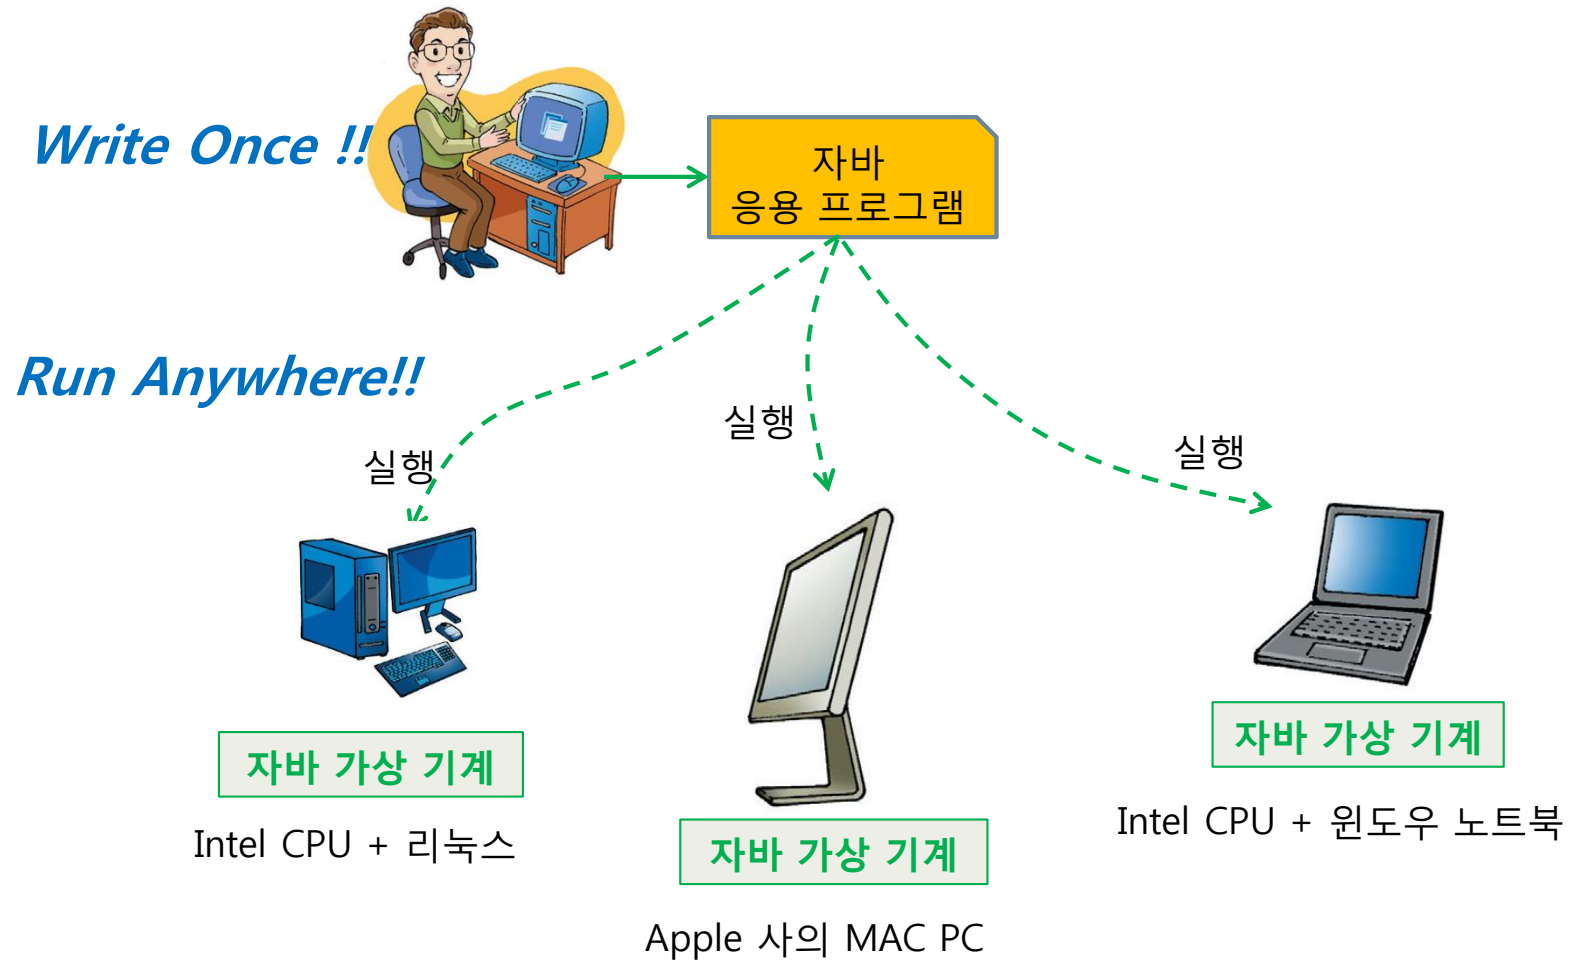 Write Once !!
자바
응용 프로그램
Run Anywhere!!
실행
실행
실행
자바 가상 기계
Intel CPU + 리눅스
자바 가상 기계
Apple 사의 MAC PC
자바 가상 기계
Intel CPU + 윈도우 노트북